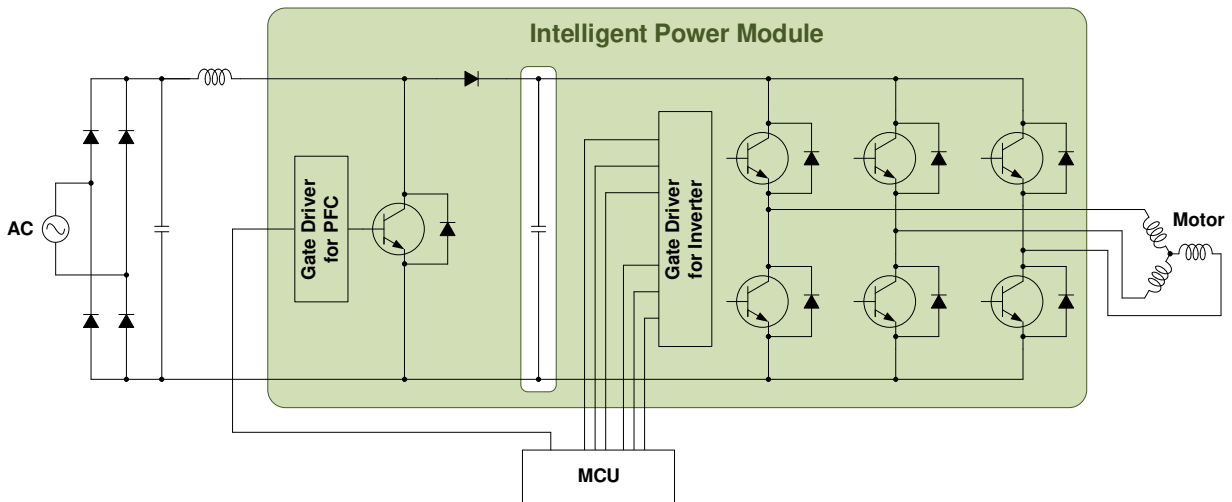 Intelligent Power Module
AC
Gate Driver
for PFC
Gate Driver
for Inverter
Motor
MCU